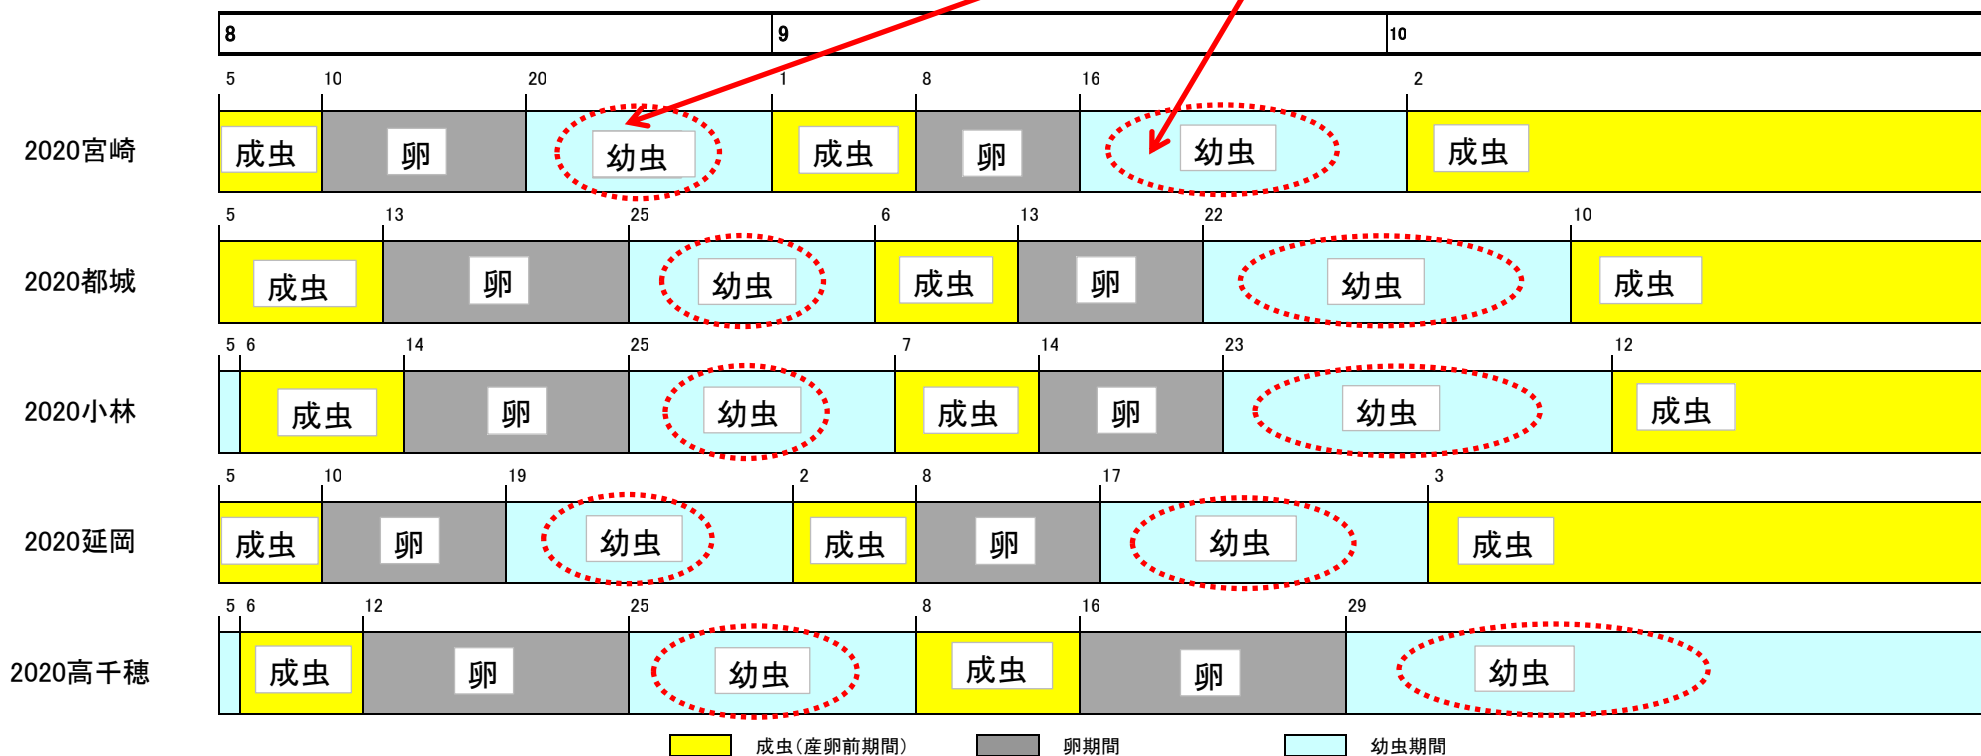 8 9 10
5 10 20 1 8 16 2
2020宮崎 成虫 卵 幼虫 成虫 卵 幼虫 成虫
5 13 25 6 13 22 10
2020都城 成虫 卵 幼虫 成虫 卵 幼虫 成虫
5 6 14 25 7 14 23 12
2020小林 成虫 卵 幼虫 成虫 卵 幼虫 成虫
5 10 19 2 8 17 3
2020延岡 成虫 卵 幼虫 成虫 卵 幼虫 成虫
5 6 12 25 8 16 29
2020高千穂 成虫 卵 幼虫 成虫 卵 幼虫
成虫(産卵前期間) 卵期間 幼虫期間